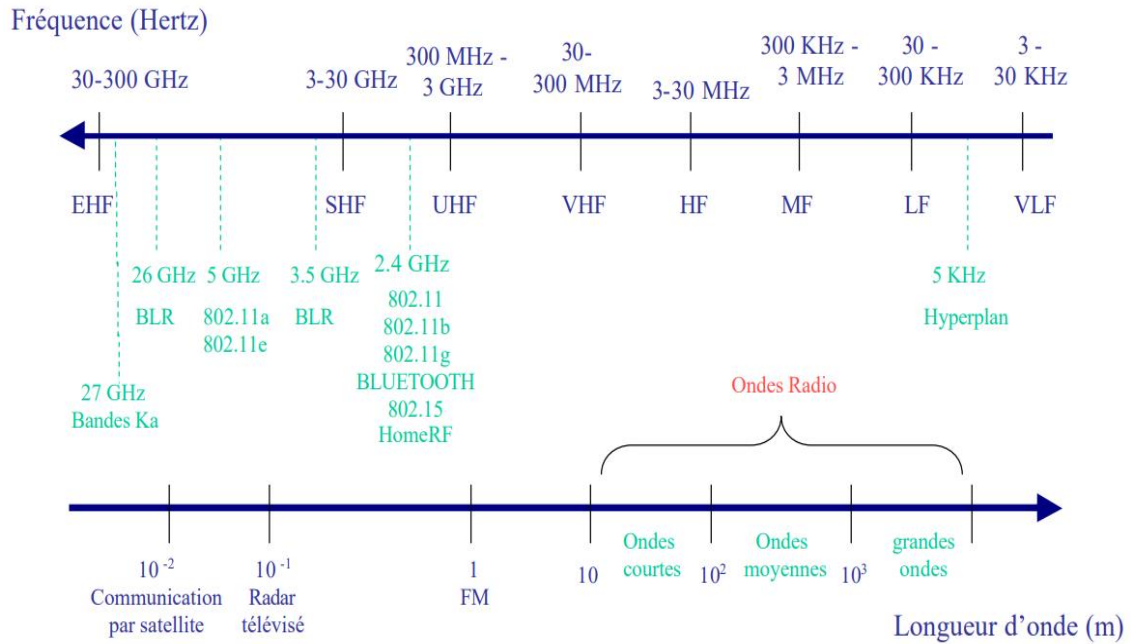 Fréquence (Hertz)
30-300 GHz
3-30 GHz
300 MHz -
3 GHz
30-
300 MHz
3-30 MHz
300 KHz -
3 MHz
30 -
300 KHz
3 -
30 KHz
EHF
SHF
UHF
VHF
HF
MF
LF
VLF
27 GHz
Bandes Ka
26 GHz
BLR
5 GHz
802.11a
802.11e
3.5 GHz
BLR
2.4 GHz
802.11
802.11b
802.11g
BLUETOOTH
802.15
HomeRF
5 KHz
Hyperplan
Ondes Radio
10⁻²
Communication
par satellite
10⁻¹
Radar
télévisé
1
FM
10
Ondes
courtes
10²
Ondes
moyennes
10³
grandes
ondes
Longueur d'onde (m)